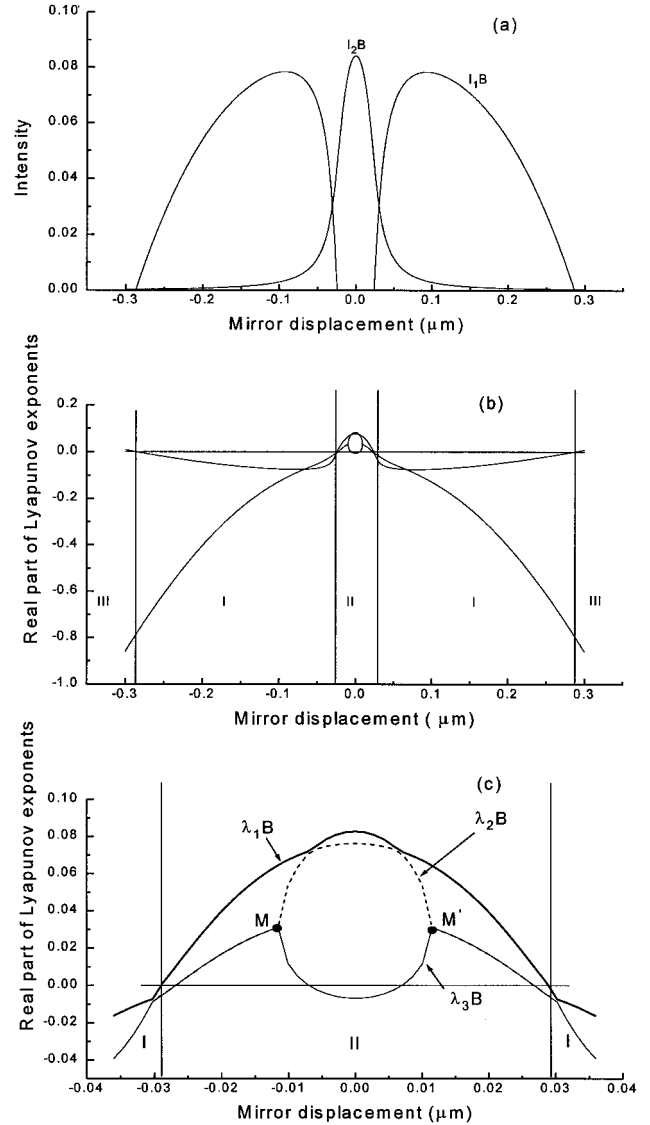 (a)
0.10
0.08
0.06
0.04
0.02
0.00
Intensity
I₂B
I₁B
-0.3 -0.2 -0.1 0.0 0.1 0.2 0.3
Mirror displacement (μm)
(b)
0.2
0.0
-0.2
-0.4
-0.6
-0.8
-1.0
Real part of Lyapunov exponents
III I II I III
-0.3 -0.2 -0.1 0.0 0.1 0.2 0.3
Mirror displacement ( μm)
(c)
0.10
0.08
0.06
0.04
0.02
0.00
-0.02
-0.04
Real part of Lyapunov exponents
λ₁B
λ₂B
M M'
λ₃B
I II I
-0.04 -0.03 -0.02 -0.01 0.00 0.01 0.02 0.03 0.04
Mirror displacement (μm)